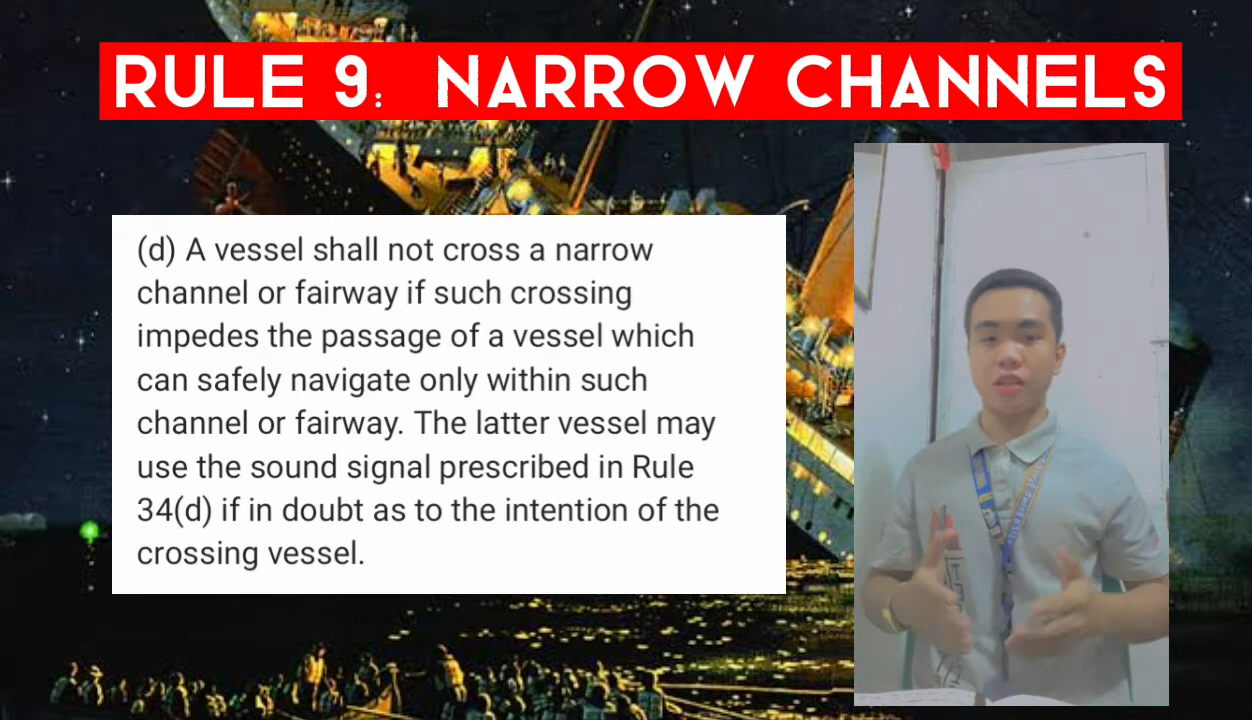 RULE 9: NARROW CHANNELS
(d) A vessel shall not cross a narrow
channel or fairway if such crossing
impedes the passage of a vessel which
can safely navigate only within such
channel or fairway. The latter vessel may
use the sound signal prescribed in Rule
34(d) if in doubt as to the intention of the
crossing vessel.